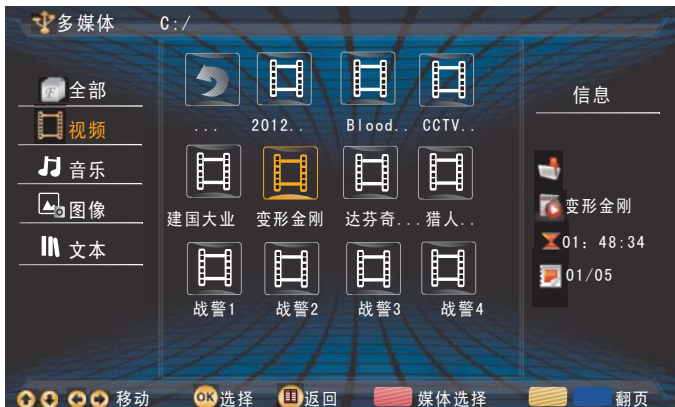 多媒体 C:/
全部
视频
音乐
图像
文本
... 2012.. Blood.. CCTV..
建国大业 变形金刚 达芬奇... 猎人..
战警1 战警2 战警3 战警4
信息
变形金刚
01: 48:34
01/05
移动 OK 选择 返回 媒体选择 翻页